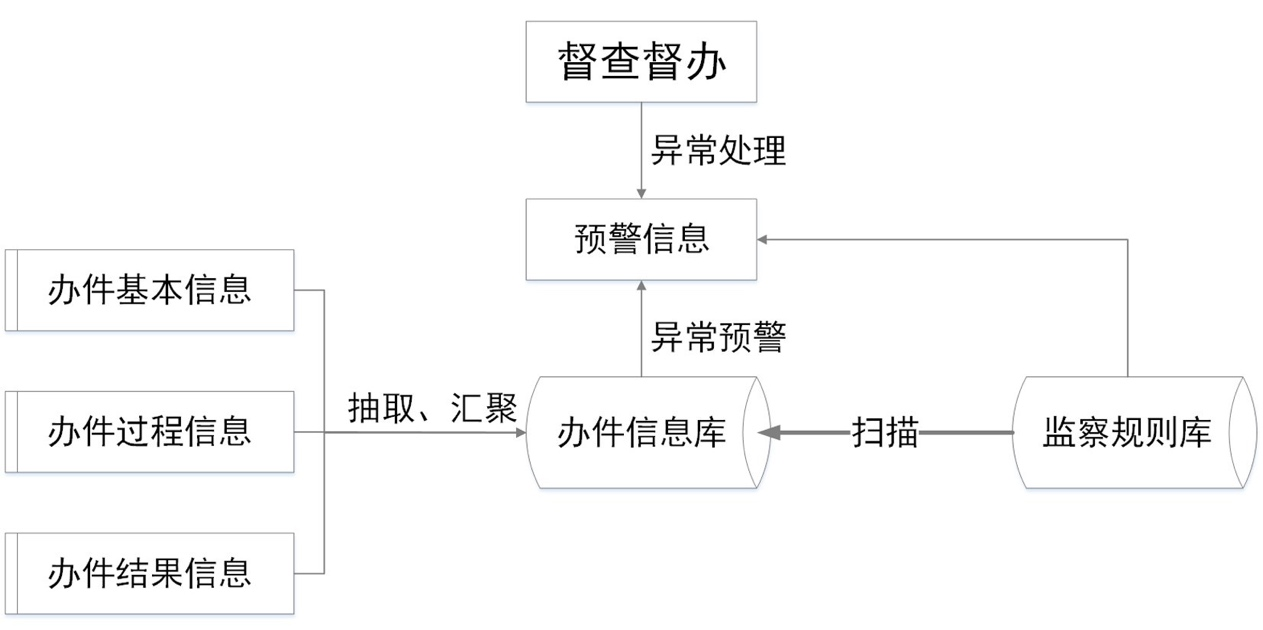 督查督办
异常处理
预警信息
办件基本信息
异常预警
办件过程信息
抽取、汇聚
办件信息库
扫描
监察规则库
办件结果信息